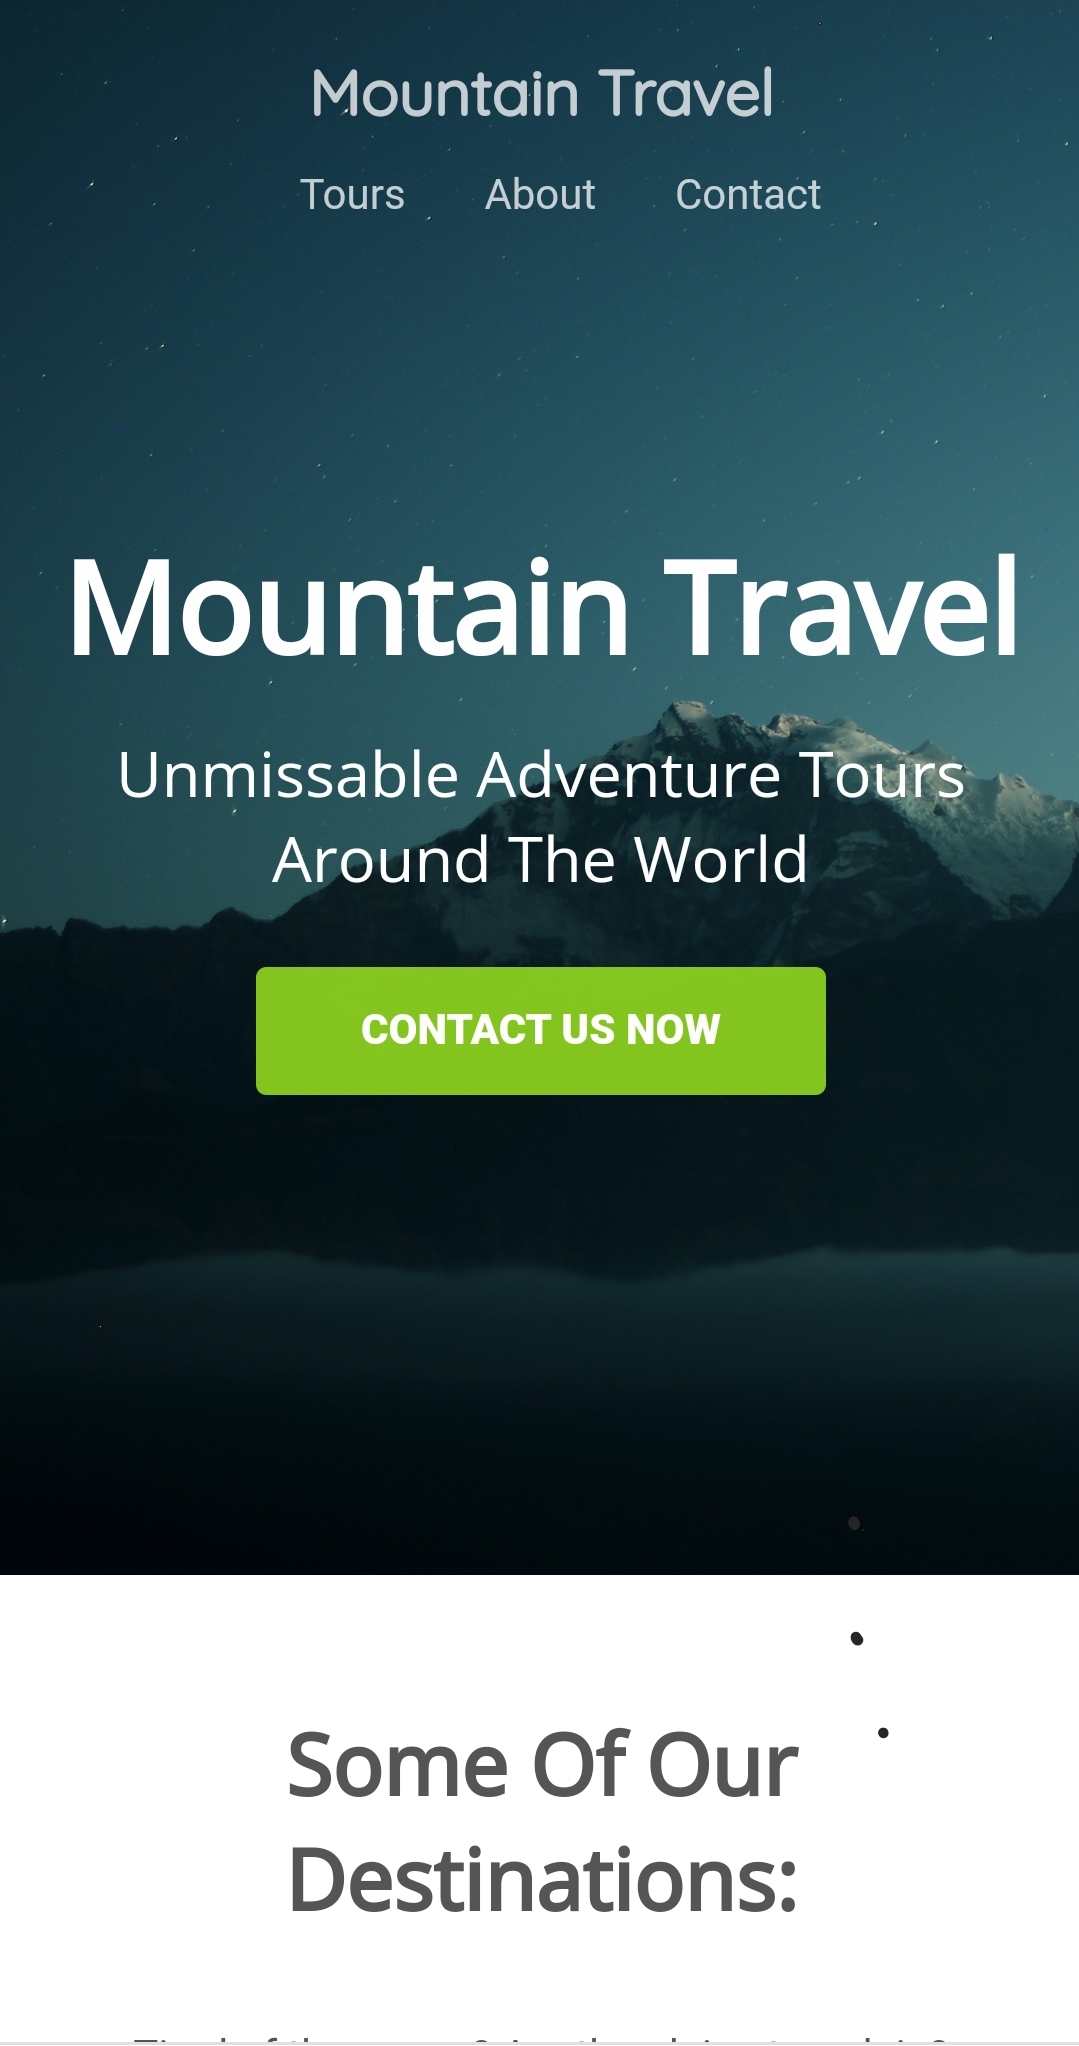 Mountain Travel
Tours About Contact
Mountain Travel
Unmissable Adventure Tours
Around The World
CONTACT US NOW
Some Of Our
Destinations: